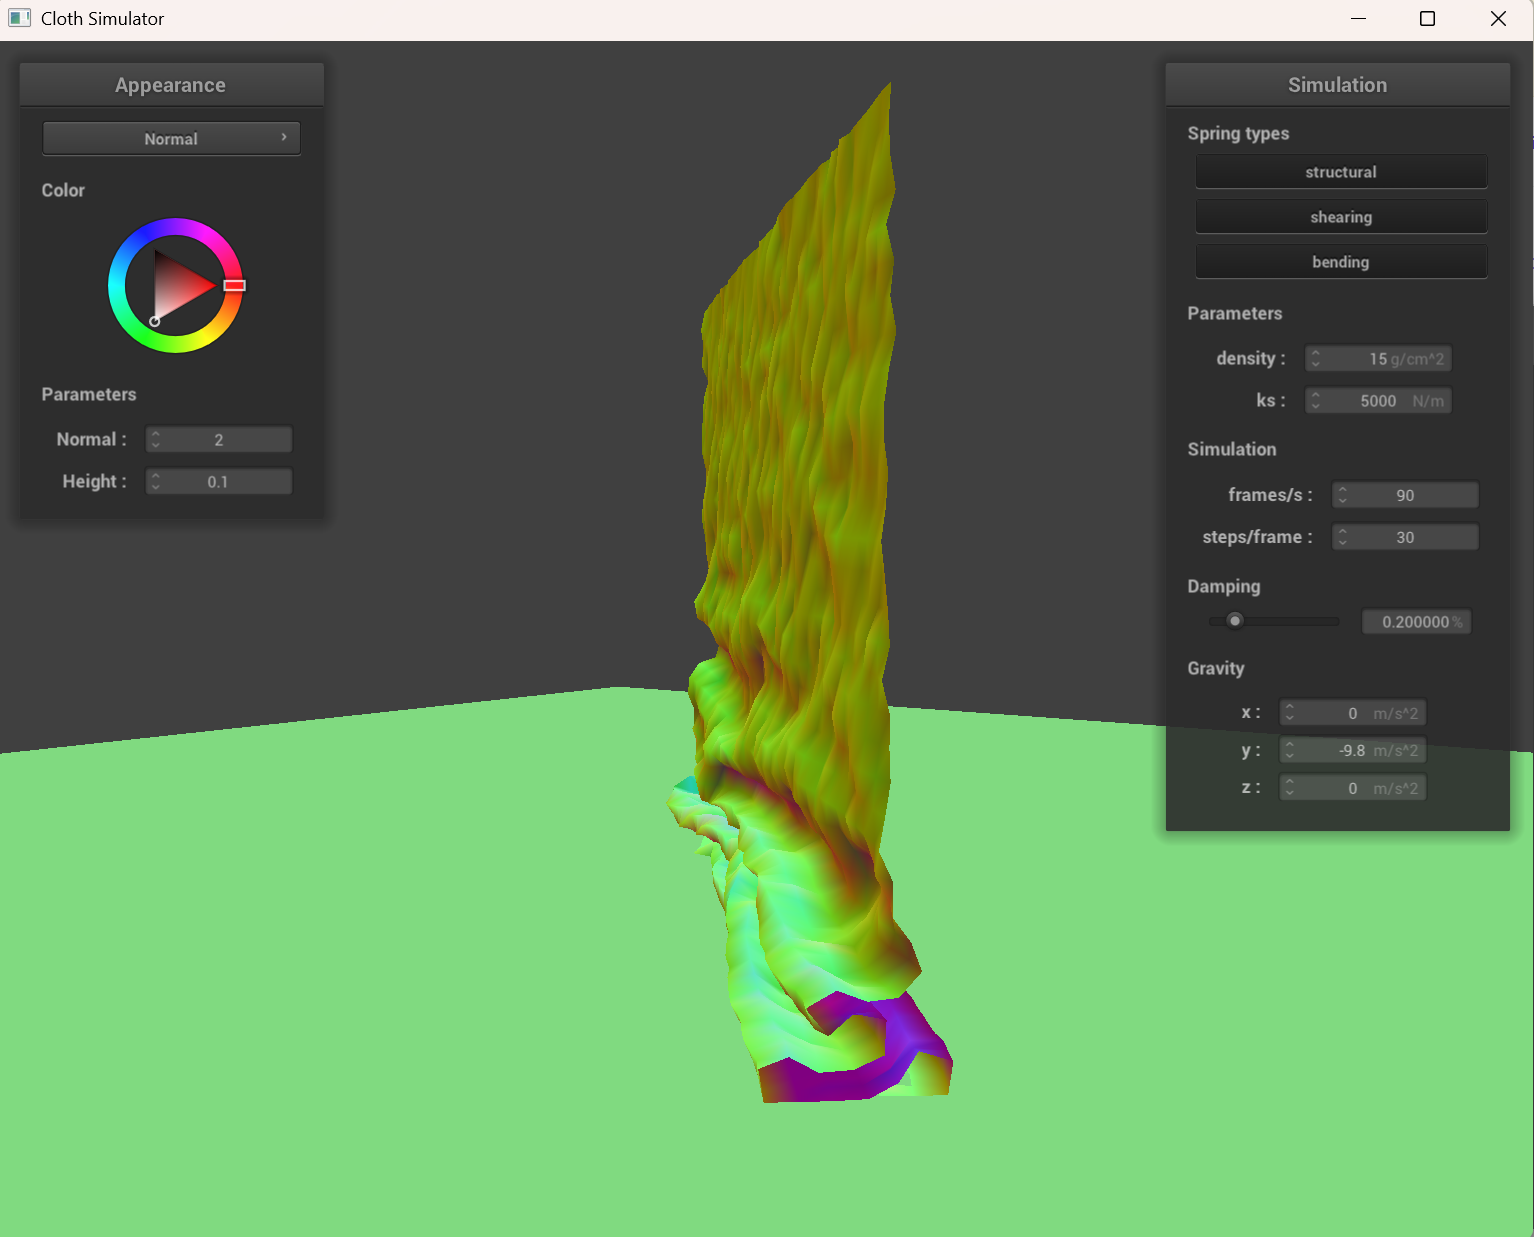 Cloth Simulator
Appearance
Normal
Color
Parameters
Normal : 2
Height : 0.1
Simulation
Spring types
structural
shearing
bending
Parameters
density : 15 g/cm^2
ks : 5000 N/m
Simulation
frames/s : 90
steps/frame : 30
Damping
0.200000 %
Gravity
x : 0 m/s^2
y : -9.8 m/s^2
z : 0 m/s^2